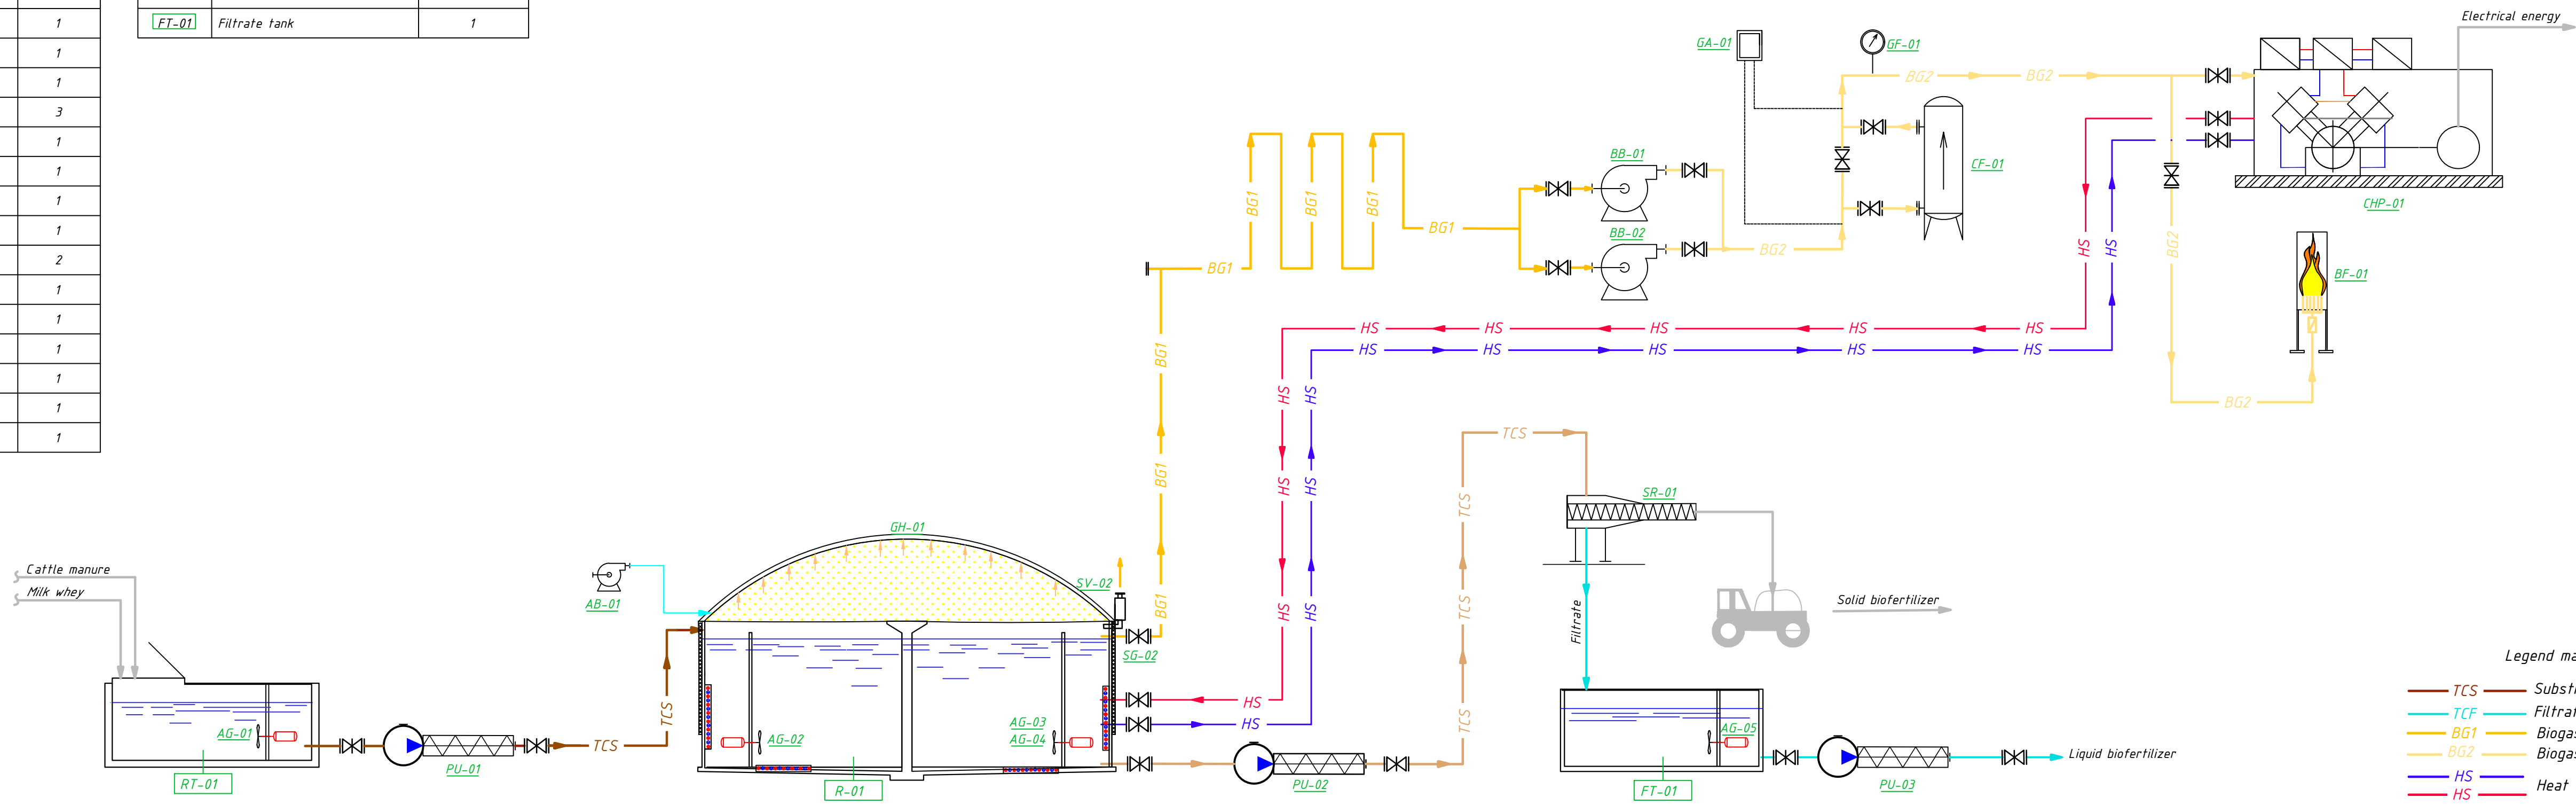 1
1
1
3
1
1
1
1
2
1
1
1
1
1
1
FT-01 Filtrate tank 1
Electrical energy
GA-01
GF-01
BG2 BG2
CF-01
CHP-01
BB-01
BB-02
BG1 BG1 BG1
BG1
BG1
BG2
HS HS
BG2
BF-01
BG2
HS HS HS HS HS
HS HS HS HS HS
HS HS
HS HS
HS HS
HS
HS
BG1
BG1
BG1
TCS
TCS
TCS
TCS
SR-01
GH-01
SV-02
SG-02
AB-01
Cattle manure
Milk whey
Solid biofertilizer
Filtrate
AG-01
RT-01
PU-01
TCS
TCS
AG-02
AG-03
AG-04
R-01
PU-02
AG-05
FT-01
PU-03
Liquid biofertilizer
TCS
TCF
BG1
BG2
HS Heat
HS